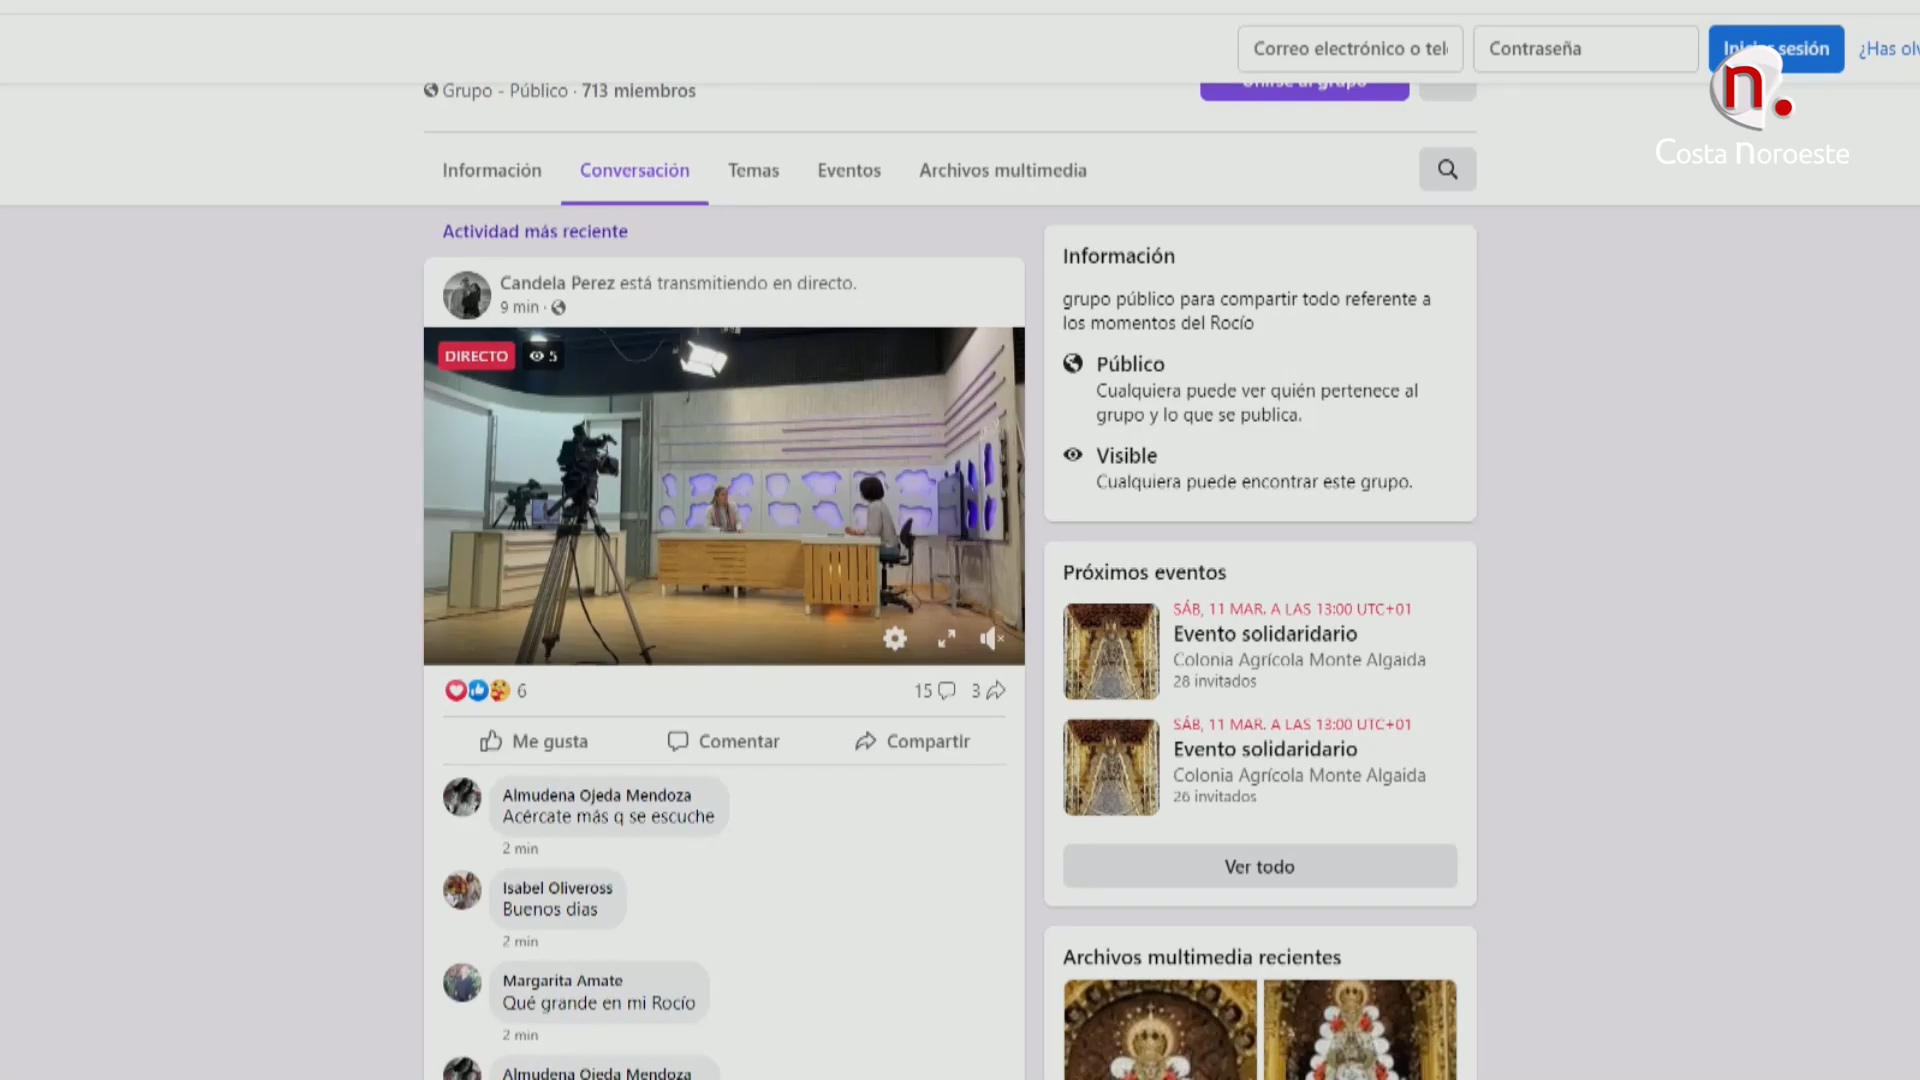 Correo electrónico o tel
Contraseña
Iniciar sesión
¿Has olv
n.
Costa noroeste
Grupo - Público · 713 miembros
Unirse al grupo
Información
Conversación
Temas
Eventos
Archivos multimedia
Actividad más reciente
Candela Perez está transmitiendo en directo.
9 min ·
DIRECTO
5
6
15
3
Me gusta
Comentar
Compartir
Almudena Ojeda Mendoza
Acércate más q se escuche
2 min
Isabel Oliveross
Buenos dias
2 min
Margarita Amate
Qué grande en mi Rocío
2 min
Almudena Ojeda Mendoza
Información
grupo público para compartir todo referente a
los momentos del Rocío
Público
Cualquiera puede ver quién pertenece al
grupo y lo que se publica.
Visible
Cualquiera puede encontrar este grupo.
Próximos eventos
SÁB, 11 MAR. A LAS 13:00 UTC+01
Evento solidaridario
Colonia Agrícola Monte Algaida
28 invitados
SÁB, 11 MAR. A LAS 13:00 UTC+01
Evento solidaridario
Colonia Agrícola Monte Algaida
26 invitados
Ver todo
Archivos multimedia recientes